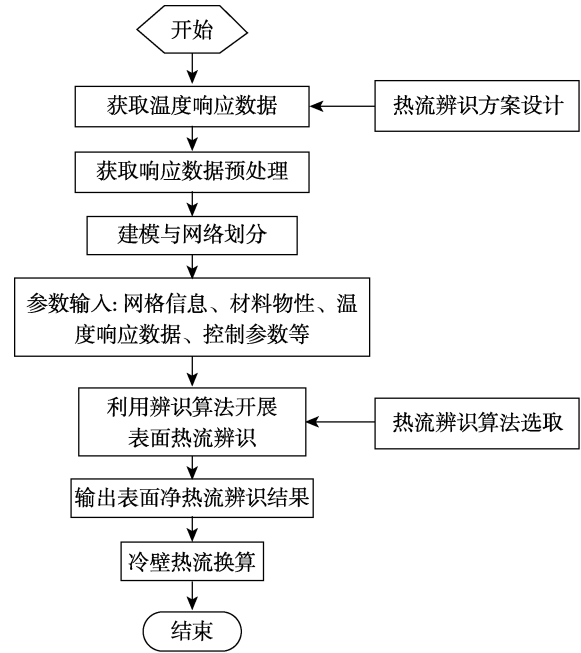 开始
获取温度响应数据
热流辨识方案设计
获取响应数据预处理
建模与网络划分
参数输入: 网格信息、材料物性、温
度响应数据、控制参数等
利用辨识算法开展
表面热流辨识
热流辨识算法选取
输出表面净热流辨识结果
冷壁热流换算
结束